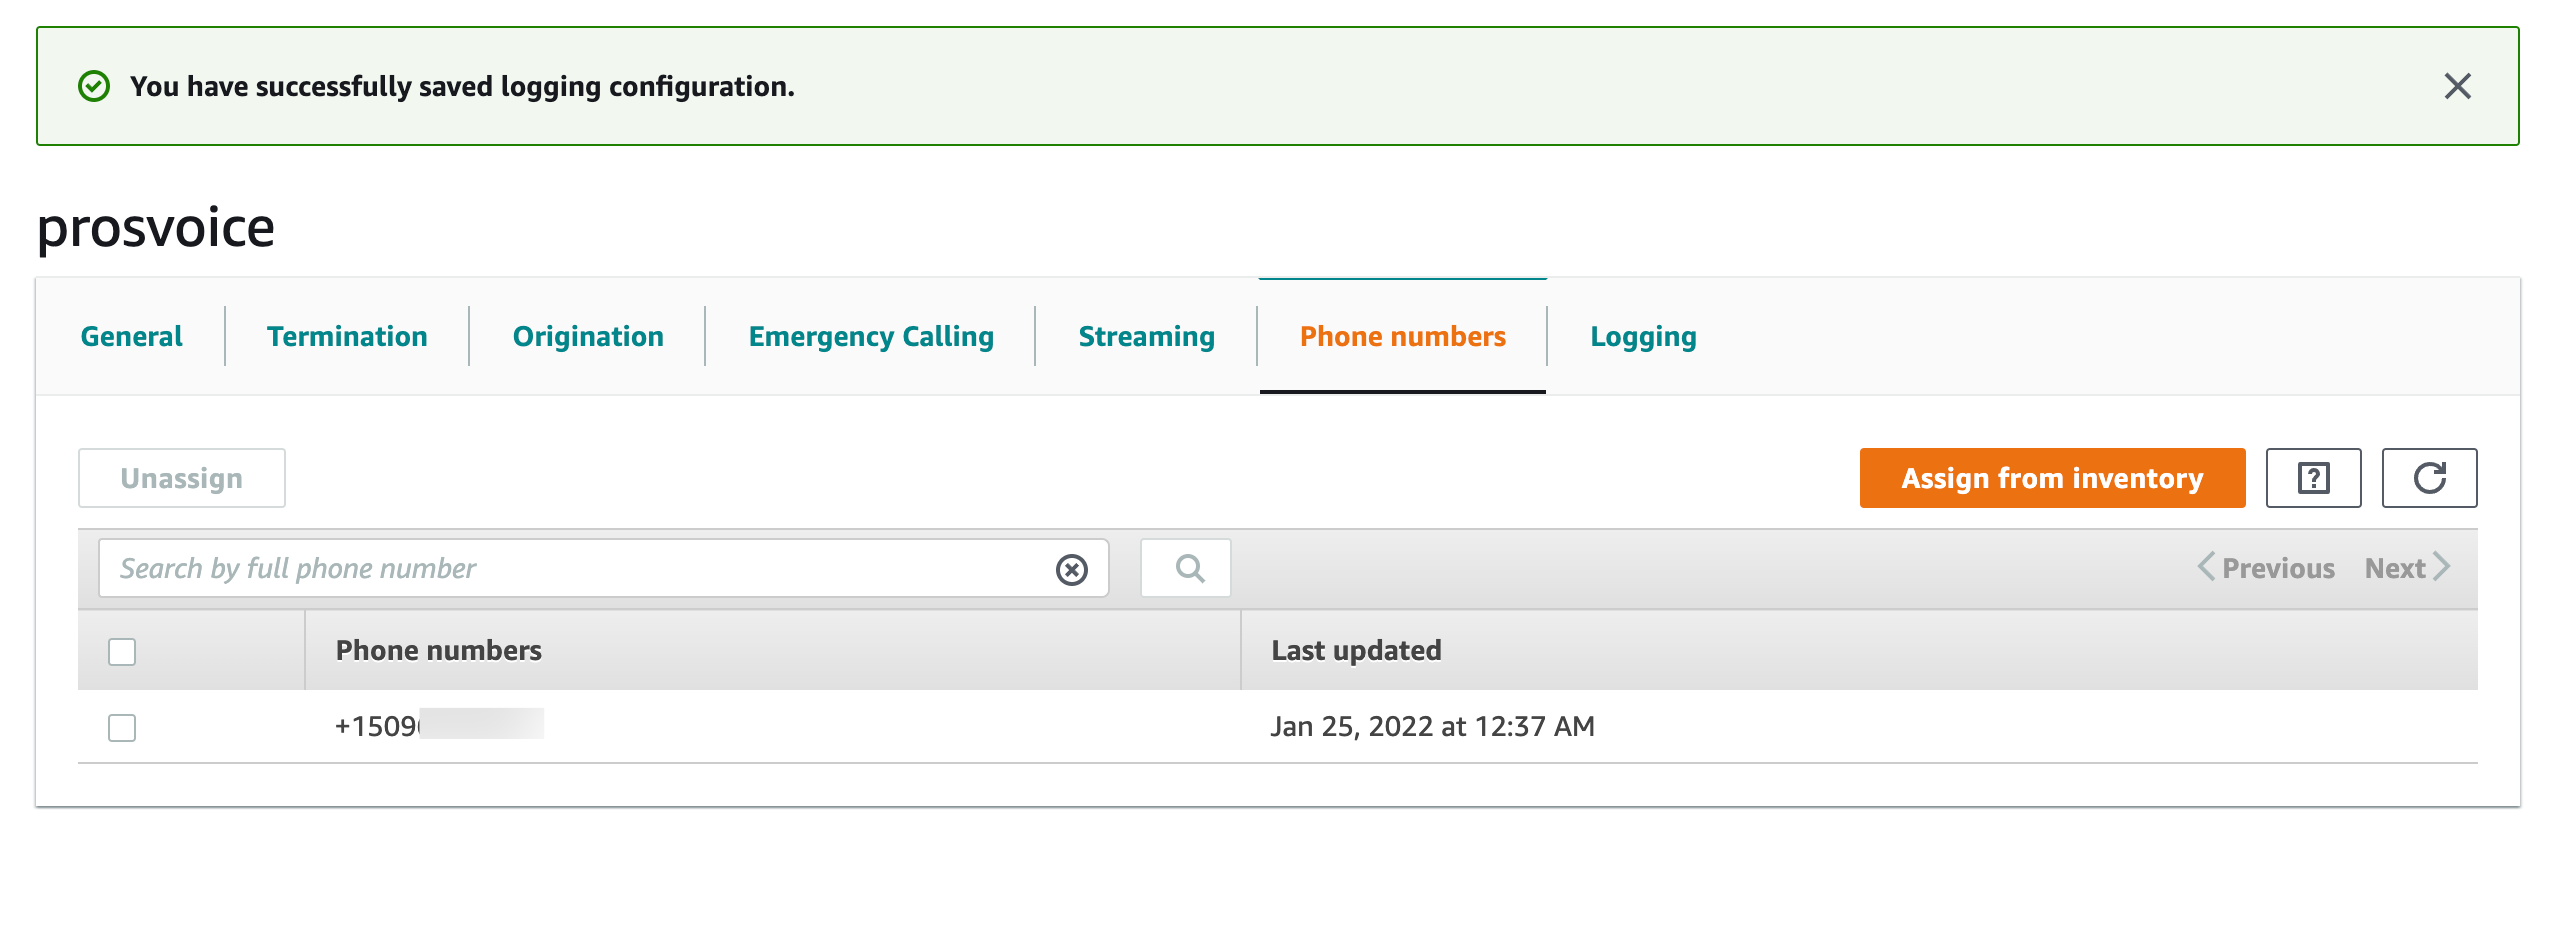 You have successfully saved logging configuration.
prosvoice
General Termination Origination Emergency Calling Streaming Phone numbers Logging
Unassign Assign from inventory
Search by full phone number Previous Next
Phone numbers Last updated
+1509 Jan 25, 2022 at 12:37 AM